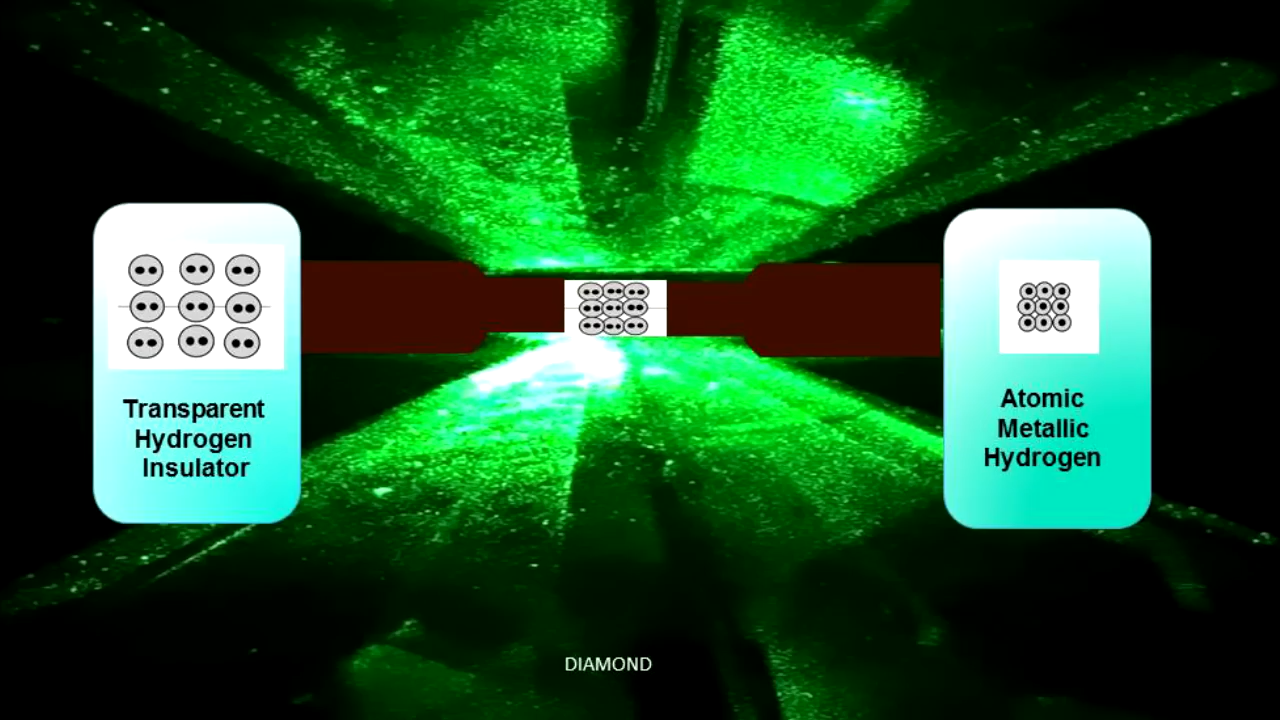 Transparent
Hydrogen
Insulator
Atomic
Metallic
Hydrogen
DIAMOND